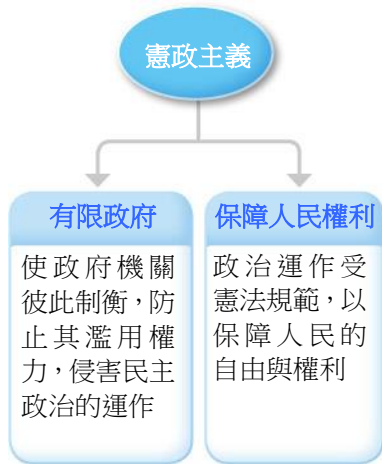 憲政主義
有限政府
使政府機關
彼此制衡，防
止其濫用權
力，侵害民主
政治的運作
保障人民權利
政治運作受
憲法規範，以
保障人民的
自由與權利